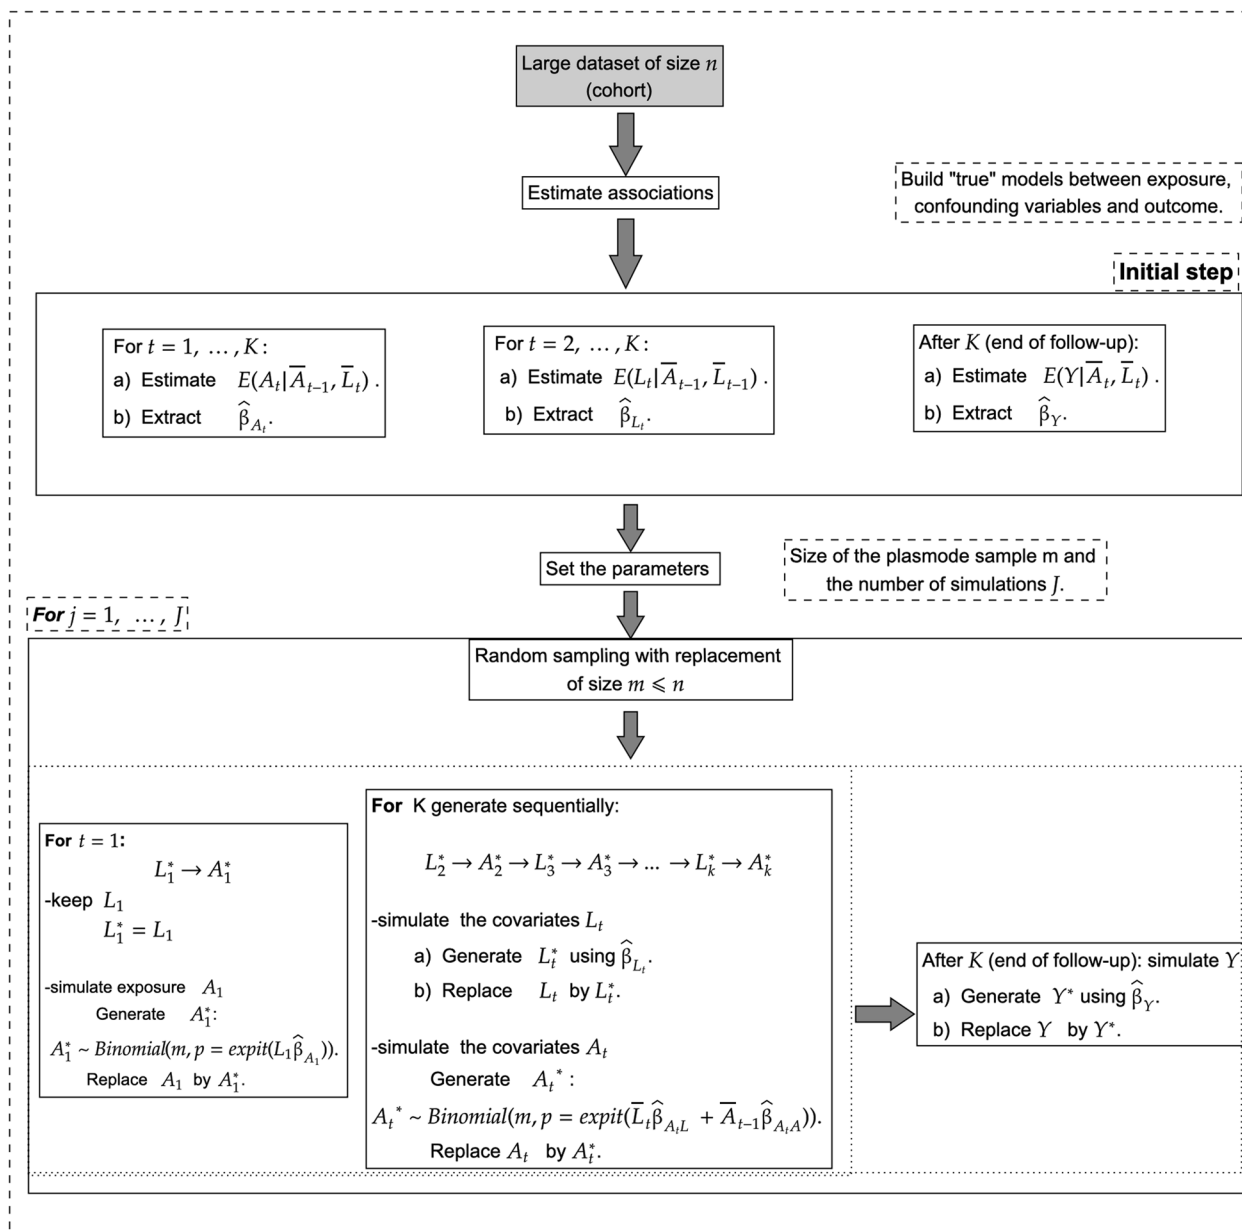 Large dataset of size n
(cohort)
Estimate associations
Build "true" models between exposure,
confounding variables and outcome.
Initial step
For t = 1, …, K:
a) Estimate E(A_t|A̅_{t−1}, L̅_t) .
b) Extract β̂_{A_t}.
For t = 2, …, K:
a) Estimate E(L_t|A̅_{t−1}, L̅_{t−1}) .
b) Extract β̂_{L_t}.
After K (end of follow-up):
a) Estimate E(Y|A̅_t, L̅_t) .
b) Extract β̂_Y.
Set the parameters
Size of the plasmode sample m and
the number of simulations J.
For j = 1, …, J
Random sampling with replacement
of size m ⩽ n
For t = 1:
L*_1 → A*_1
-keep L_1
L*_1 = L_1
-simulate exposure A_1
Generate A*_1:
A*_1 ~ Binomial(m, p = expit(L_1β̂_{A_1})).
Replace A_1 by A*_1.
For K generate sequentially:
L*_2 → A*_2 → L*_3 → A*_3 → ... → L*_k → A*_k
-simulate the covariates L_t
a) Generate L*_t using β̂_{L_t}.
b) Replace L_t by L*_t.
-simulate the covariates A_t
Generate A_t* :
A_t* ~ Binomial(m, p = expit(L̅_tβ̂_{A_tL} + A̅_{t−1}β̂_{A_tA})).
Replace A_t by A*_t.
After K (end of follow-up): simulate Y
a) Generate Y* using β̂_Y.
b) Replace Y by Y*.